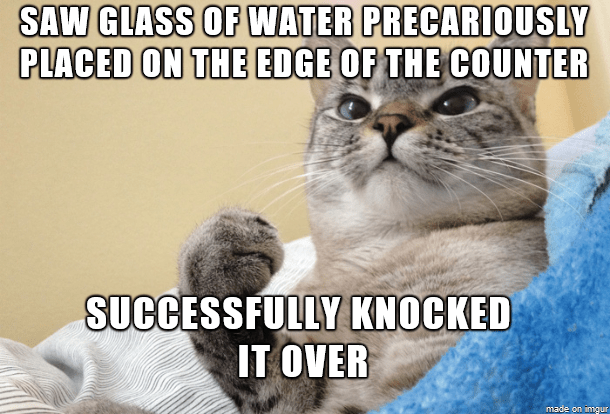 SAW GLASS OF WATER PRECARIOUSLY
PLACED ON THE EDGE OF THE COUNTER
SUCCESSFULLY KNOCKED
IT OVER
made on imgur